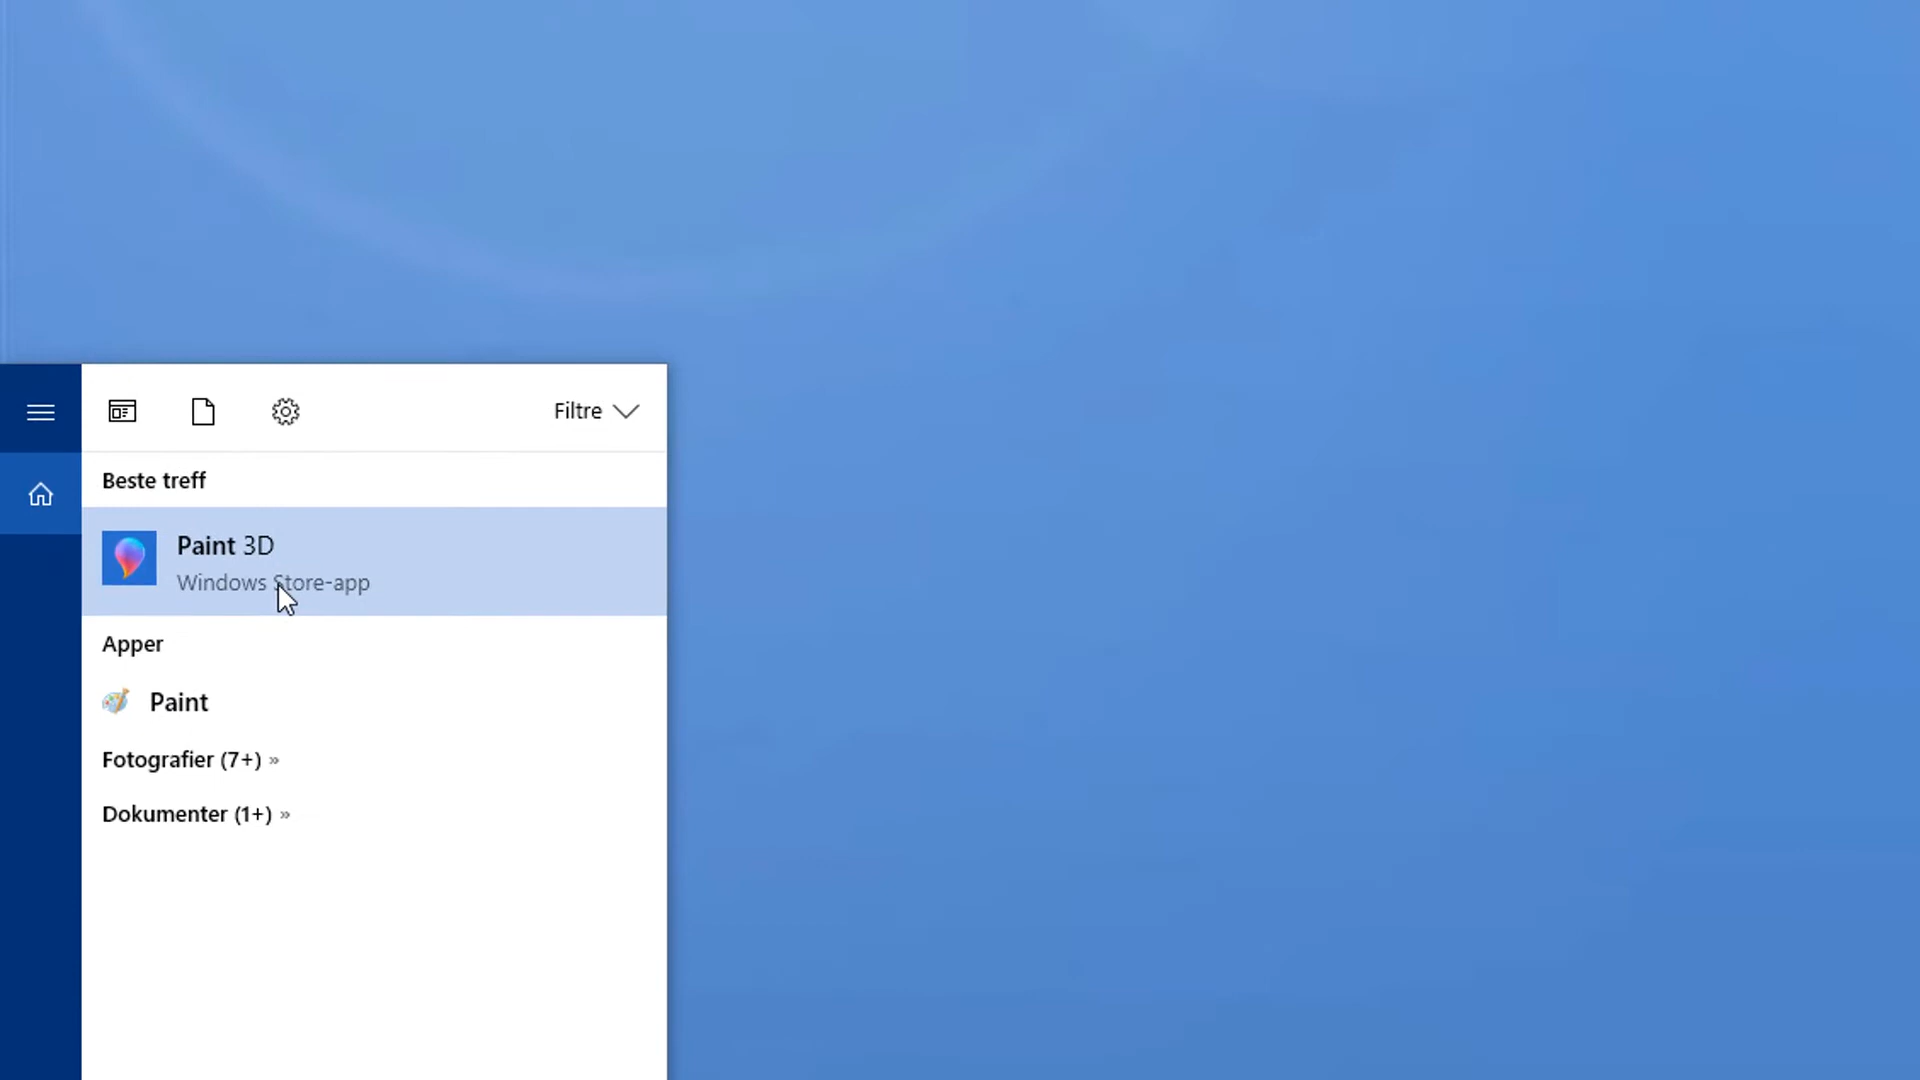 Filtre
Beste treff
Paint 3D
Windows Store-app
Apper
Paint
Fotografier (7+) »
Dokumenter (1+) »